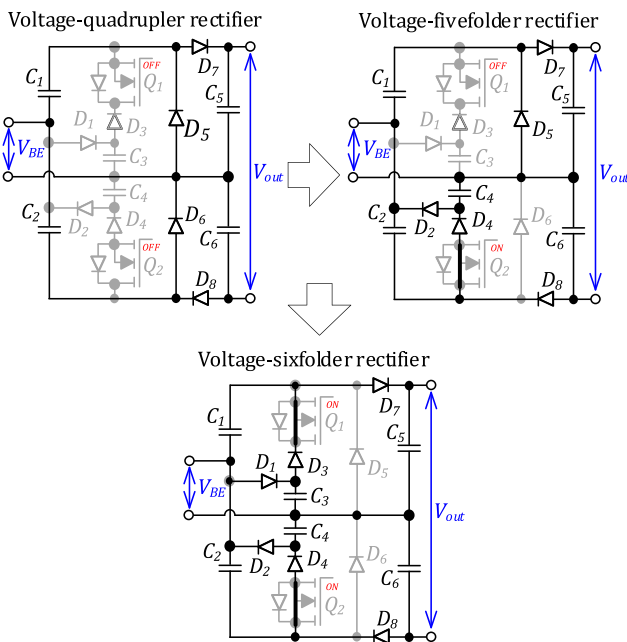 Voltage-quadrupler rectifier
Voltage-fivefolder rectifier
C1
OFF
Q1
D7
C5
D1
D3
D5
VBE
C3
Vout
C4
C2
D2
D4
D6
C6
OFF
Q2
D8
C1
OFF
Q1
D7
C5
D1
D3
D5
VBE
C3
Vout
C4
C2
D2
D4
D6
C6
ON
Q2
D8
Voltage-sixfolder rectifier
C1
ON
Q1
D7
C5
D1
D3
D5
VBE
C3
Vout
C4
C2
D2
D4
D6
C6
ON
Q2
D8